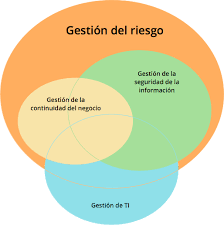 Gestión del riesgo
Gestión de la
seguridad de la
información
Gestión de la
continuidad del negocio
Gestión de TI